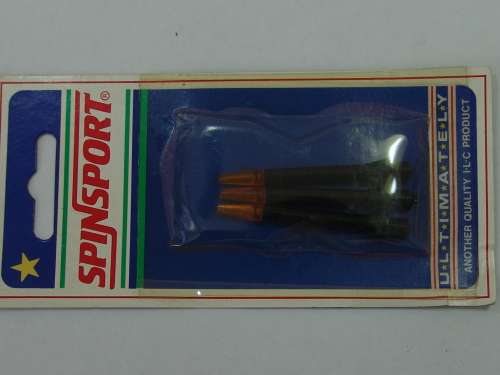 SPINSPORT®
U★L★T★I★M★A★T★E★L★Y
ANOTHER QUALITY I-L-C PRODUCT